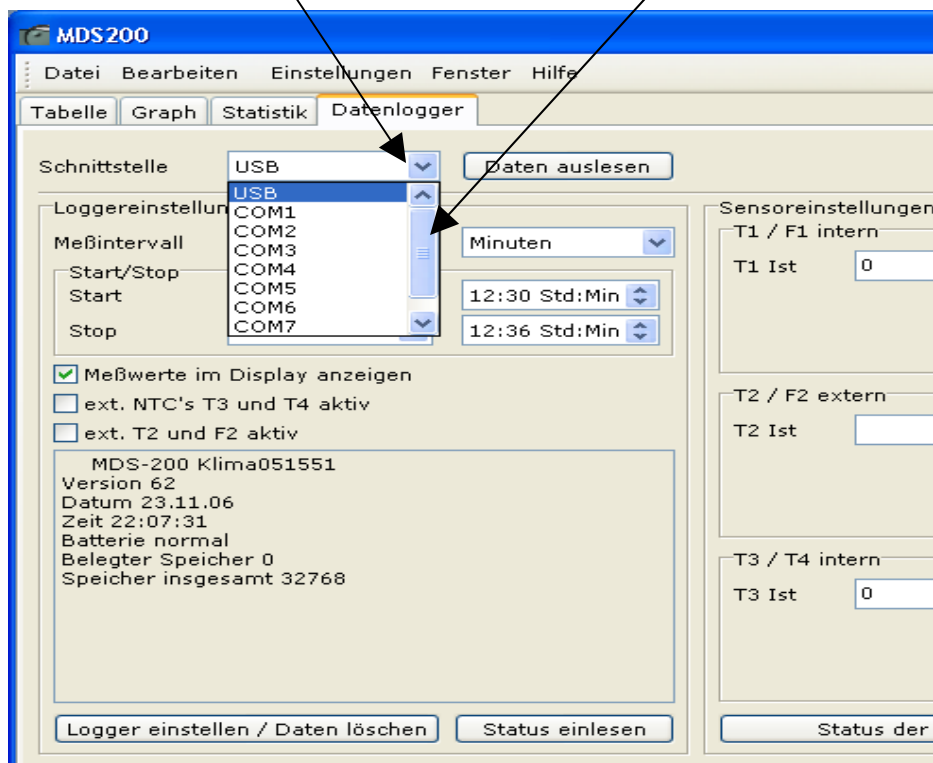 MDS200
Datei Bearbeiten Einstellungen Fenster Hilfe
Tabelle Graph Statistik Datenlogger
Schnittstelle USB Daten auslesen
USB
COM1
COM2
COM3
COM4
COM5
COM6
COM7
Loggereinstellun
Meßintervall Minuten
Start/Stop
Start 12:30 Std:Min
Stop 12:36 Std:Min
Meßwerte im Display anzeigen
ext. NTC's T3 und T4 aktiv
ext. T2 und F2 aktiv
MDS-200 Klima051551
Version 62
Datum 23.11.06
Zeit 22:07:31
Batterie normal
Belegter Speicher 0
Speicher insgesamt 32768
Logger einstellen / Daten löschen Status einlesen
Sensoreinstellungen
T1 / F1 intern
T1 Ist 0
T2 / F2 extern
T2 Ist
T3 / T4 intern
T3 Ist 0
Status der